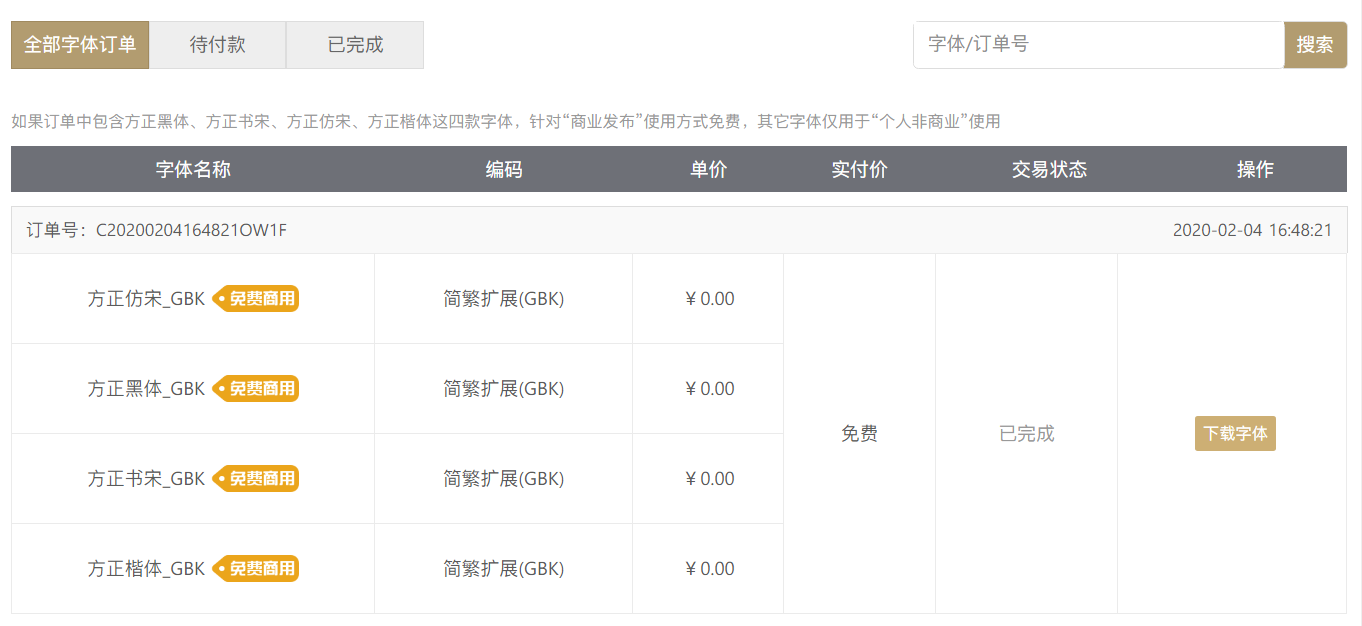 全部字体订单 待付款 已完成 字体/订单号 搜索
如果订单中包含方正黑体、方正书宋、方正仿宋、方正楷体这四款字体，针对“商业发布”使用方式免费，其它字体仅用于“个人非商业”使用
字体名称 编码 单价 实付价 交易状态 操作
订单号：C20200204164821OW1F 2020-02-04 16:48:21
方正仿宋_GBK 免费商用 简繁扩展(GBK) ¥ 0.00
方正黑体_GBK 免费商用 简繁扩展(GBK) ¥ 0.00
免费 已完成 下载字体
方正书宋_GBK 免费商用 简繁扩展(GBK) ¥ 0.00
方正楷体_GBK 免费商用 简繁扩展(GBK) ¥ 0.00